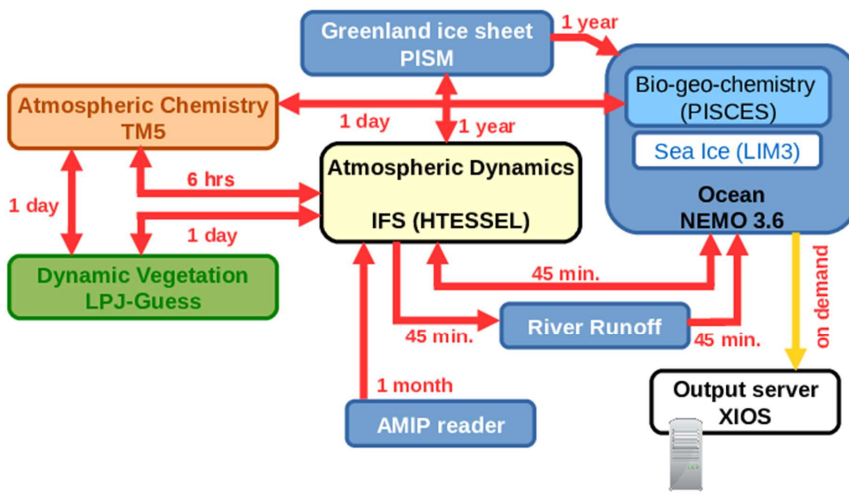 Greenland ice sheet
PISM
1 year
Bio-geo-chemistry
(PISCES)
Atmospheric Chemistry
TM5
1 day
1 year
Sea Ice (LIM3)
Atmospheric Dynamics
IFS (HTESSEL)
6 hrs
Ocean
NEMO 3.6
1 day
1 day
Dynamic Vegetation
LPJ-Guess
45 min.
on demand
River Runoff
45 min.
45 min.
1 month
AMIP reader
Output server
XIOS